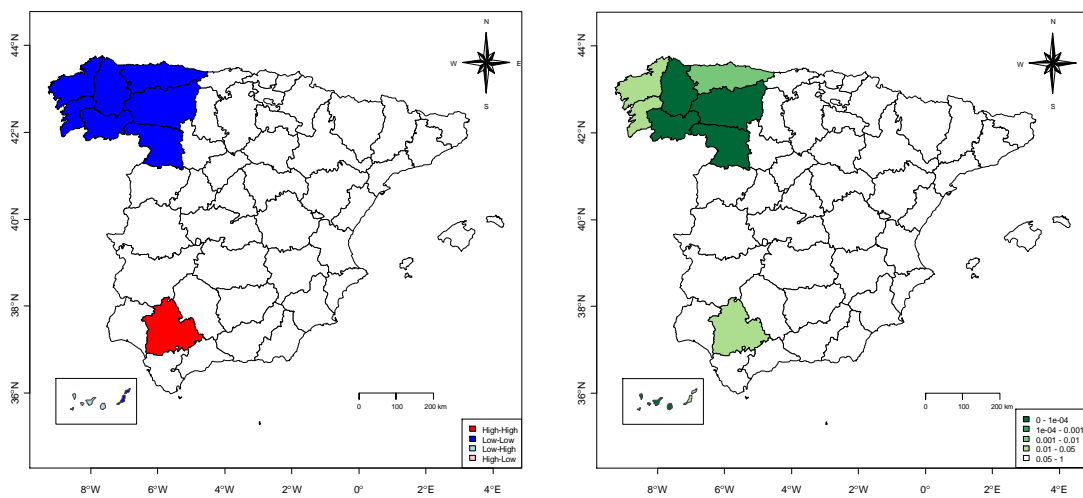 N
W E
S
44°N
42°N
40°N
38°N
36°N
0 100 200 km
High-High
Low-Low
Low-High
High-Low
8°W 6°W 4°W 2°W 0° 2°E 4°E
N
W E
S
44°N
42°N
40°N
38°N
36°N
0 100 200 km
0 - 1e-04
1e-04 - 0.001
0.001 - 0.01
0.01 - 0.05
0.05 - 1
8°W 6°W 4°W 2°W 0° 2°E 4°E